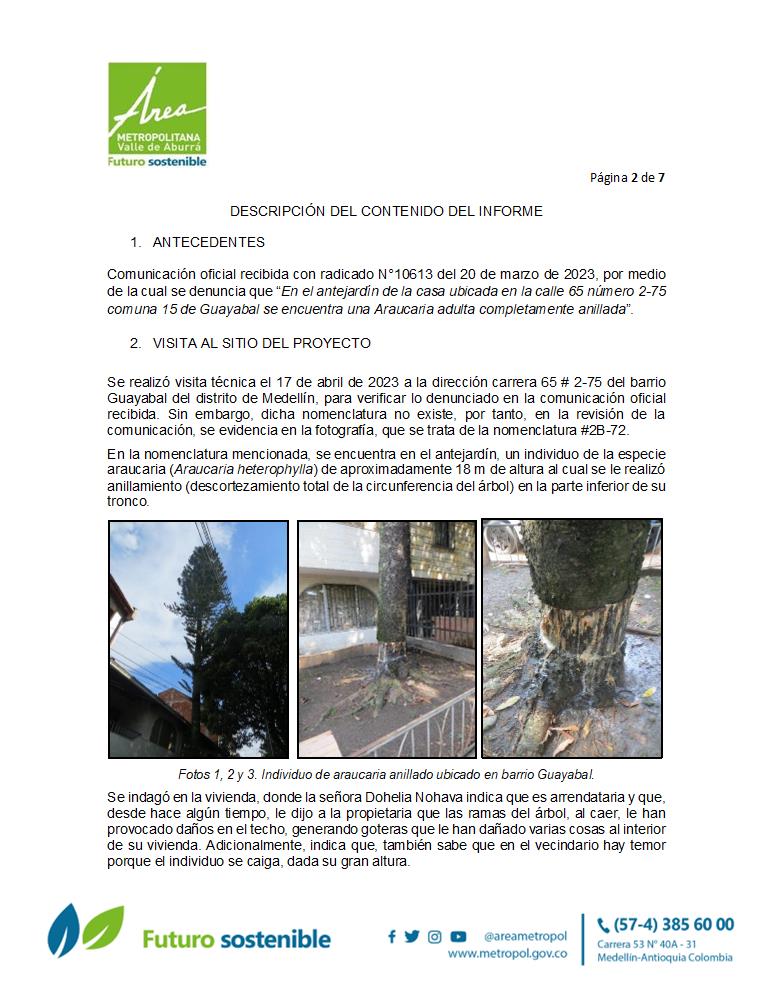 Área
METROPOLITANA
Valle de Aburrá
Futuro sostenible
Página 2 de 7
DESCRIPCIÓN DEL CONTENIDO DEL INFORME
1. ANTECEDENTES
Comunicación oficial recibida con radicado N°10613 del 20 de marzo de 2023, por medio
de la cual se denuncia que “En el antejardín de la casa ubicada en la calle 65 número 2-75
comuna 15 de Guayabal se encuentra una Araucaria adulta completamente anillada”.
2. VISITA AL SITIO DEL PROYECTO
Se realizó visita técnica el 17 de abril de 2023 a la dirección carrera 65 # 2-75 del barrio
Guayabal del distrito de Medellín, para verificar lo denunciado en la comunicación oficial
recibida. Sin embargo, dicha nomenclatura no existe, por tanto, en la revisión de la
comunicación, se evidencia en la fotografía, que se trata de la nomenclatura #2B-72.
En la nomenclatura mencionada, se encuentra en el antejardín, un individuo de la especie
araucaria (Araucaria heterophylla) de aproximadamente 18 m de altura al cual se le realizó
anillamiento (descortezamiento total de la circunferencia del árbol) en la parte inferior de su
tronco.
Fotos 1, 2 y 3. Individuo de araucaria anillado ubicado en barrio Guayabal.
Se indagó en la vivienda, donde la señora Dohelia Nohava indica que es arrendataria y que,
desde hace algún tiempo, le dijo a la propietaria que las ramas del árbol, al caer, le han
provocado daños en el techo, generando goteras que le han dañado varias cosas al interior
de su vivienda. Adicionalmente, indica que, también sabe que en el vecindario hay temor
porque el individuo se caiga, dada su gran altura.
Futuro sostenible
@areametropol
www.metropol.gov.co
(57-4) 385 60 00
Carrera 53 N° 40A - 31
Medellín-Antioquia Colombia